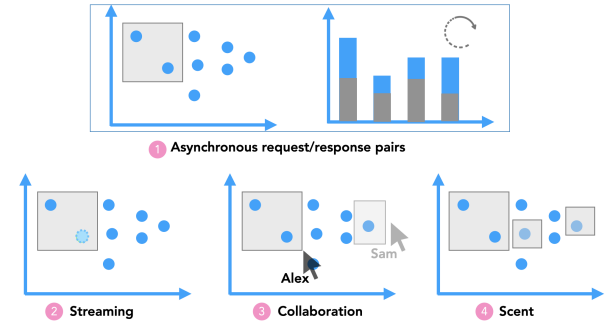 1 Asynchronous request/response pairs
Alex
Sam
2 Streaming
3 Collaboration
4 Scent